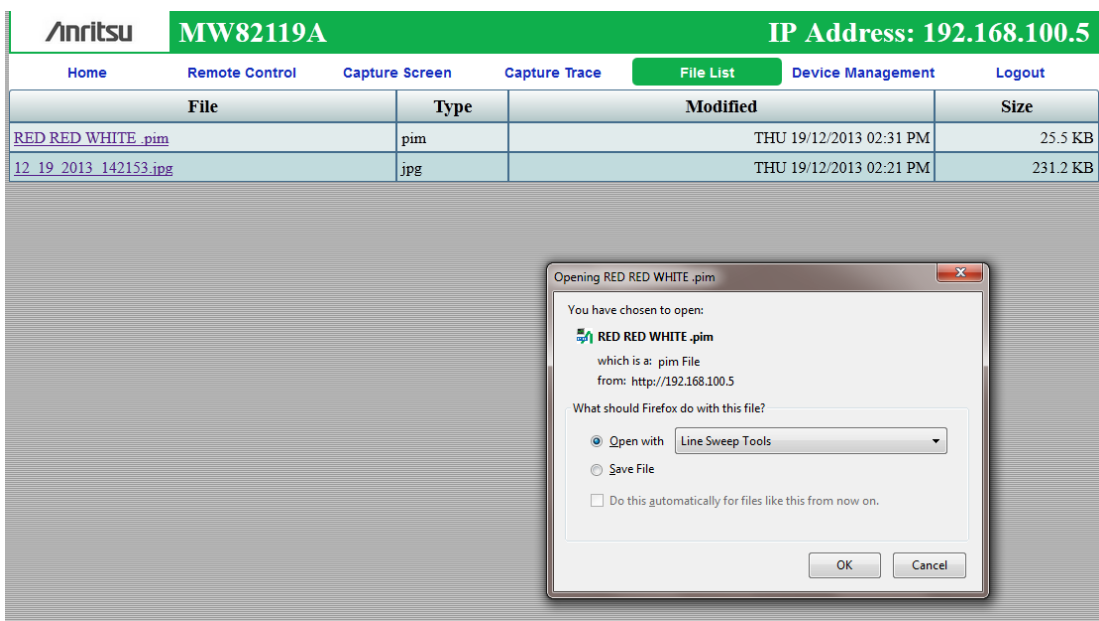 Anritsu MW82119A IP Address: 192.168.100.5
Home Remote Control Capture Screen Capture Trace File List Device Management Logout
File Type Modified Size
RED RED WHITE .pim pim THU 19/12/2013 02:31 PM 25.5 KB
12_19_2013_142153.jpg jpg THU 19/12/2013 02:21 PM 231.2 KB
Opening RED RED WHITE .pim
You have chosen to open:
RED RED WHITE .pim
which is a: pim File
from: http://192.168.100.5
What should Firefox do with this file?
Open with Line Sweep Tools
Save File
Do this automatically for files like this from now on.
OK Cancel